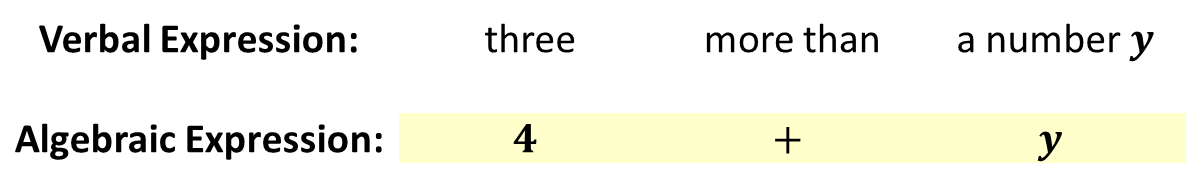 Verbal Expression: three more than a number y
Algebraic Expression: 4 + y